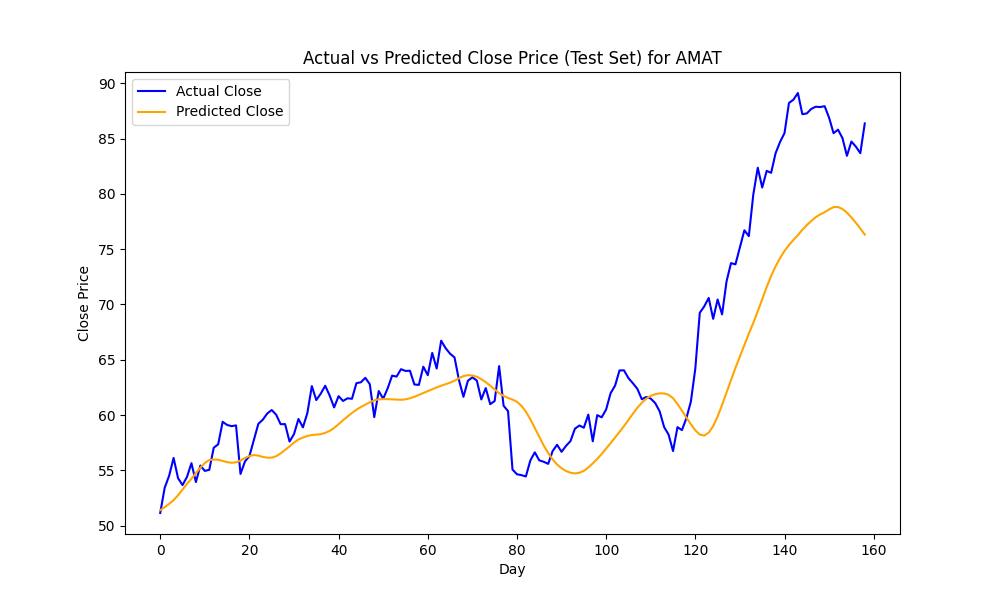 Actual vs Predicted Close Price (Test Set) for AMAT
Actual Close
Predicted Close
Close Price
90
85
80
75
70
65
60
55
50
0 20 40 60 80 100 120 140 160
Day